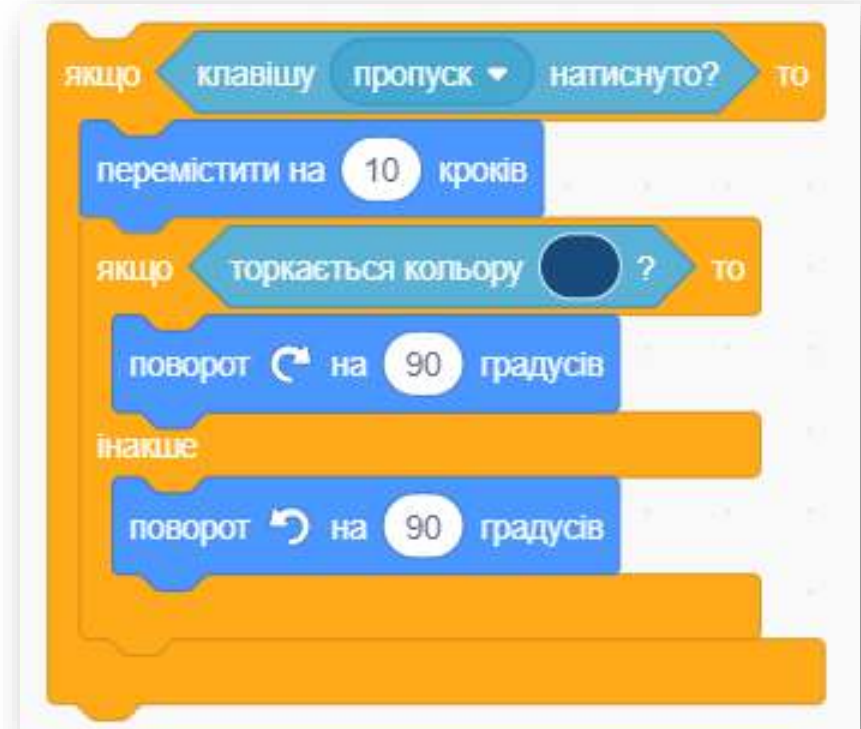 якщо клавішу пропуск натиснуто? то
перемістити на 10 кроків
якщо торкається кольору ? то
поворот на 90 градусів
інакше
поворот на 90 градусів